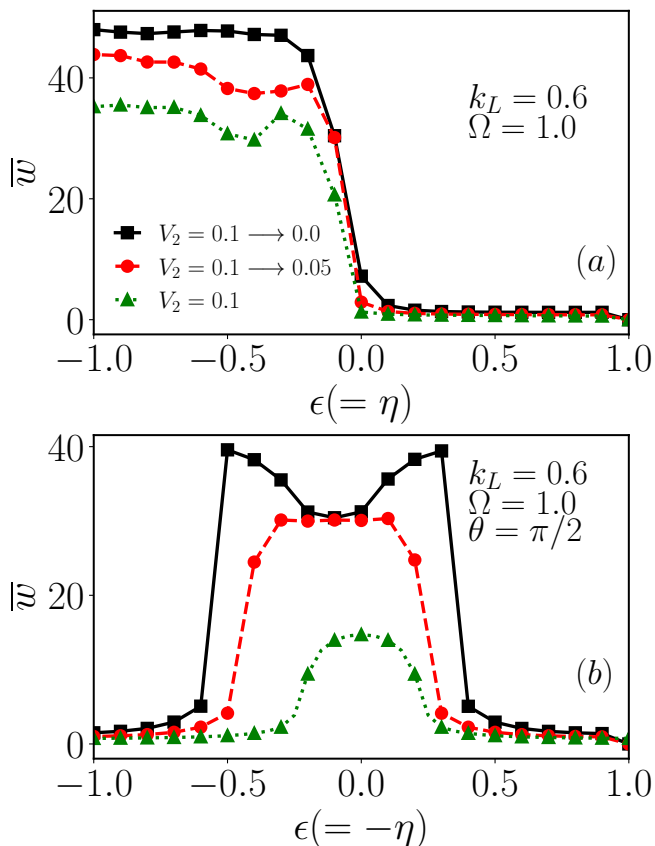 40
20
0
w̅
k_L = 0.6
Ω = 1.0
V_2 = 0.1 ⟶ 0.0
V_2 = 0.1 ⟶ 0.05
V_2 = 0.1
(a)
−1.0 −0.5 0.0 0.5 1.0
ϵ(= η)
40
20
0
w̅
k_L = 0.6
Ω = 1.0
θ = π/2
(b)
−1.0 −0.5 0.0 0.5 1.0
ϵ(= −η)